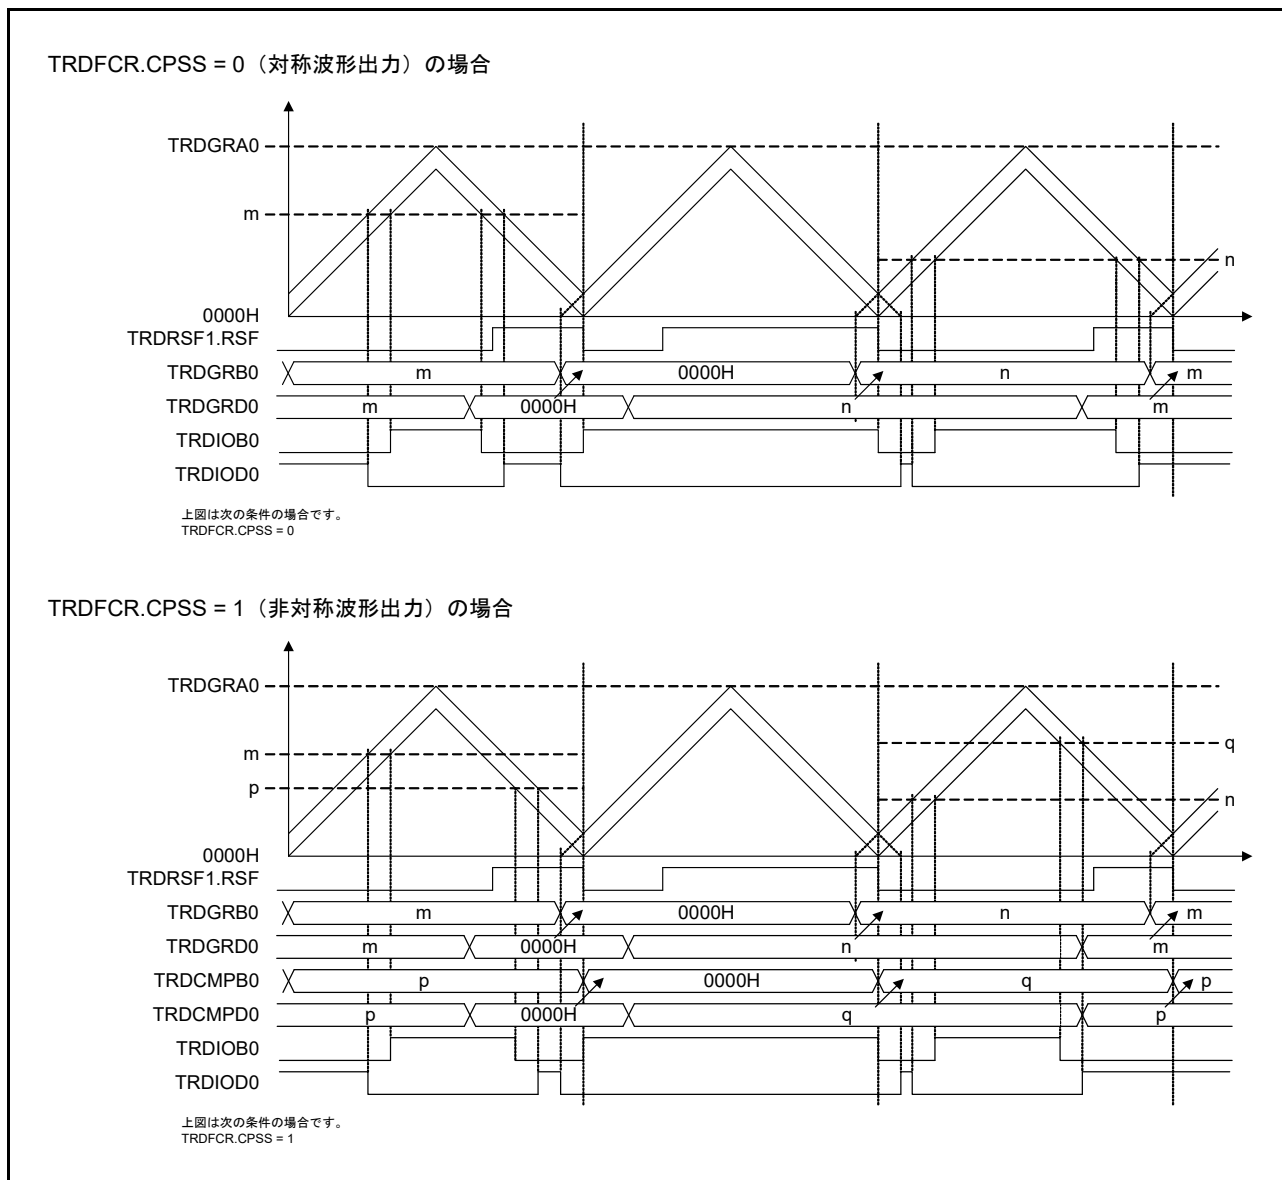 TRDFCR.CPSS = 0（対称波形出力）の場合
TRDGRA0
m
n
0000H
TRDRSF1.RSF
TRDGRB0 m 0000H n m
TRDGRD0 m 0000H n m
TRDIOB0
TRDIOD0
上図は次の条件の場合です。
TRDFCR.CPSS = 0
TRDFCR.CPSS = 1（非対称波形出力）の場合
TRDGRA0
q
m
p
n
0000H
TRDRSF1.RSF
TRDGRB0 m 0000H n m
TRDGRD0 m 0000H n m
TRDCMPB0 p 0000H q p
TRDCMPD0 p 0000H q p
TRDIOB0
TRDIOD0
上図は次の条件の場合です。
TRDFCR.CPSS = 1